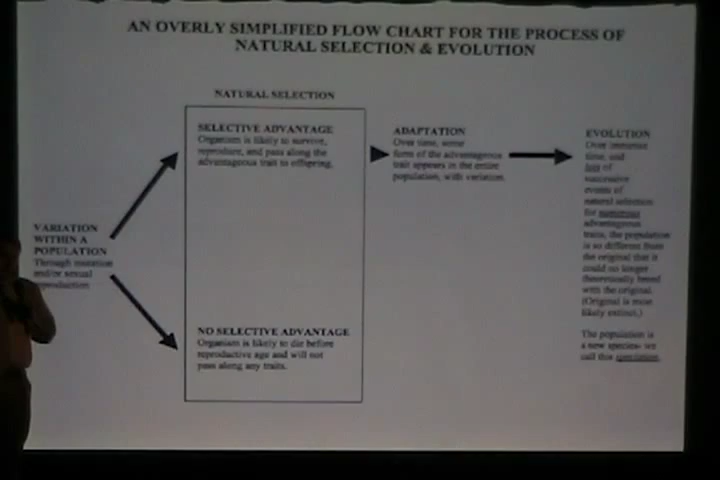 AN OVERLY SIMPLIFIED FLOW CHART FOR THE PROCESS OF
NATURAL SELECTION & EVOLUTION
NATURAL SELECTION
SELECTIVE ADVANTAGE
Organism is likely to survive,
reproduce, and pass along the
advantageous trait to offspring.
ADAPTATION
Over time, some
form of the advantageous
trait appears in the entire
population, with variation.
EVOLUTION
Over immense
time, and
lots of
successive
events of
natural selection
for numerous
advantageous
traits, the population
is so different from
the original that it
could no longer
theoretically breed
with the original.
(Original is most
likely extinct.)
The population is
a new species- we
call this speciation.
VARIATION
WITHIN A
POPULATION
Through mutation
and/or sexual
reproduction
NO SELECTIVE ADVANTAGE
Organism is likely to die before
reproductive age and will not
pass along any traits.